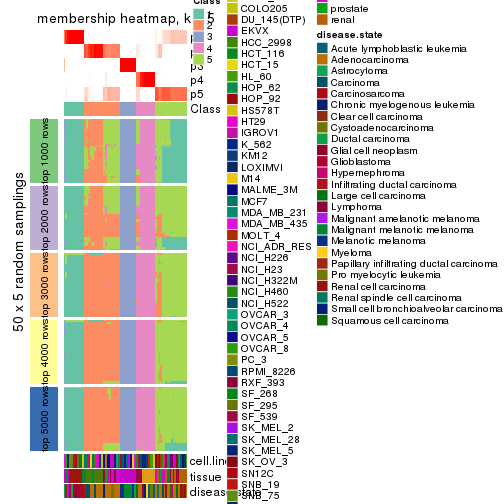 membership heatmap, k = 5
p4
p5
Class
50 x 5 random samplings
top 1000 rows
top 2000 rows
top 3000 rows
top 4000 rows
top 5000 rows
cell.line
tissue
disease.state
Class
1
2
3
4
5
COLO205
DU_145(DTP)
EKVX
HCC_2998
HCT_116
HCT_15
HL_60
HOP_62
HOP_92
HS578T
HT29
IGROV1
K_562
KM12
LOXIMVI
M14
MALME_3M
MCF7
MDA_MB_231
MDA_MB_435
MOLT_4
NCI_ADR_RES
NCI_H226
NCI_H23
NCI_H322M
NCI_H460
NCI_H522
OVCAR_3
OVCAR_4
OVCAR_5
OVCAR_8
PC_3
RPMI_8226
RXF_393
SF_268
SF_295
SF_539
SK_MEL_2
SK_MEL_28
SK_MEL_5
SK_OV_3
SN12C
SNB_19
SNB_75
prostate
renal
disease.state
Acute lymphoblastic leukemia
Adenocarcinoma
Astrocytoma
Carcinoma
Carcinosarcoma
Chronic myelogenous leukemia
Clear cell carcinoma
Cystoadenocarcinoma
Ductal carcinoma
Glial cell neoplasm
Glioblastoma
Hypernephroma
Infiltrating ductal carcinoma
Large cell carcinoma
Lymphoma
Malignant amelanotic melanoma
Malignant melanotic melanoma
Melanotic melanoma
Myeloma
Papillary infiltrating ductal carcinoma
Pro myelocytic leukemia
Renal cell carcinoma
Renal spindle cell carcinoma
Small cell bronchioalveolar carcinoma
Squamous cell carcinoma